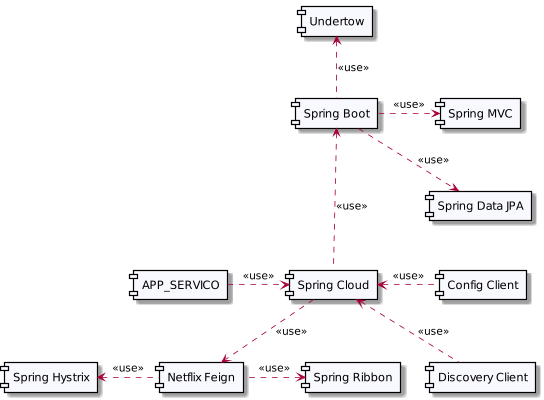 Undertow
«use»
Spring Boot
«use»
Spring MVC
«use»
Spring Data JPA
«use»
APP_SERVICO
«use»
Spring Cloud
«use»
Config Client
«use»
«use»
Spring Hystrix
«use»
Netflix Feign
«use»
Spring Ribbon
Discovery Client